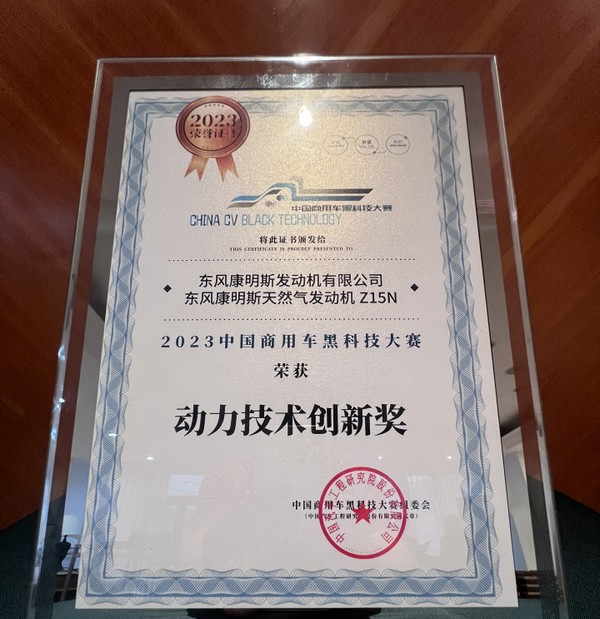 2023
荣誉证书
价值
VALUE
中国商用车黑科技大赛
CHINA CV BLACK TECHNOLOGY
将此证书颁发给
THIS CERTIFICATE IS PROUDLY PRESENTED TO
东风康明斯发动机有限公司
东风康明斯天然气发动机 Z15N
2023中国商用车黑科技大赛
荣获
动力技术创新奖
中国商用车黑科技大赛组委会